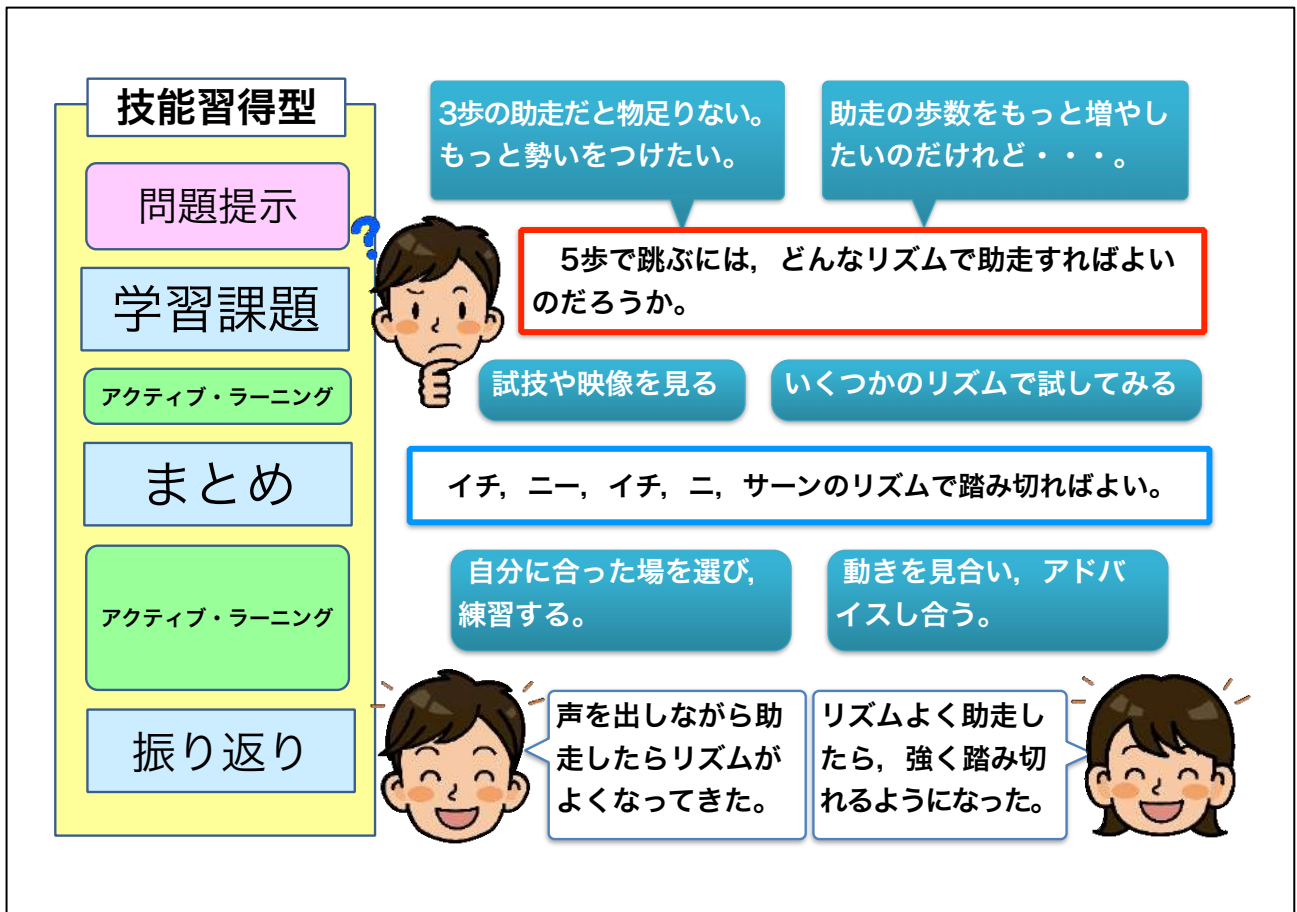 技能習得型
3歩の助走だと物足りない。
もっと勢いをつけたい。
助走の歩数をもっと増やし
たいのだけれど・・・。
問題提示
?
5歩で跳ぶには，どんなリズムで助走すればよい
のだろうか。
学習課題
試技や映像を見る
いくつかのリズムで試してみる
アクティブ・ラーニング
まとめ
イチ，ニー，イチ，ニ，サーンのリズムで踏み切ればよい。
自分に合った場を選び，
練習する。
動きを見合い，アドバ
イスし合う。
アクティブ・ラーニング
振り返り
声を出しながら助
走したらリズムが
よくなってきた。
リズムよく助走し
たら，強く踏み切
れるようになった。